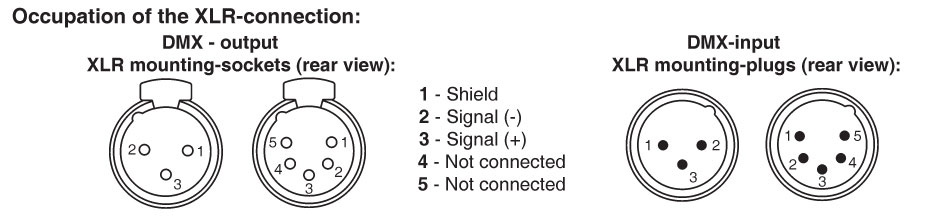 Occupation of the XLR-connection:
DMX - output
XLR mounting-sockets (rear view):
2 1
3
5 1
4 2
3
1 - Shield
2 - Signal (-)
3 - Signal (+)
4 - Not connected
5 - Not connected
DMX-input
XLR mounting-plugs (rear view):
1 2
3
1 5
2 4
3